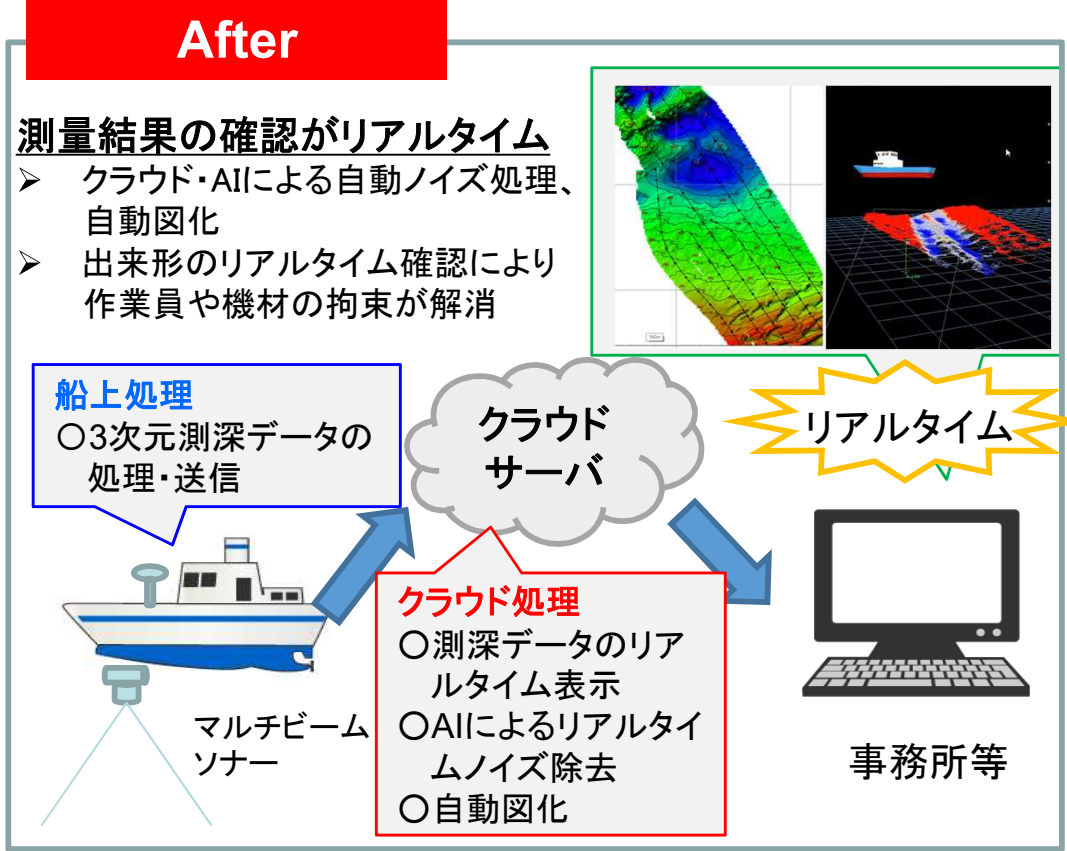 After
測量結果の確認がリアルタイム
➢ クラウド・AIによる自動ノイズ処理、
自動図化
➢ 出来形のリアルタイム確認により
作業員や機材の拘束が解消
船上処理
〇3次元測深データの
処理・送信
クラウド
サーバ
リアルタイム
クラウド処理
〇測深データのリア
ルタイム表示
〇AIによるリアルタイ
ムノイズ除去
〇自動図化
マルチビーム
ソナー
事務所等